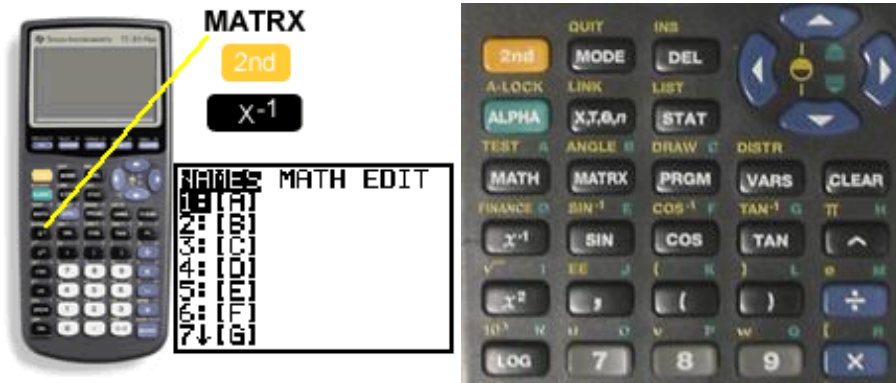 MATRX
2nd
X-1
NAMES MATH EDIT
1:[A]
2:[B]
3:[C]
4:[D]
5:[E]
6:[F]
7↓[G]
QUIT INS
2nd MODE DEL
A-LOCK LINK LIST
ALPHA X,T,θ,n STAT
TEST A ANGLE B DRAW C DISTR
MATH MATRX PRGM VARS CLEAR
FINANCE D SIN-1 E COS-1 F TAN-1 G π H
x-1 SIN COS TAN ^
√ I EE J { K } L e M
x2 , ( ) ÷
10x N u O v P w Q [ R
LOG 7 8 9 ×